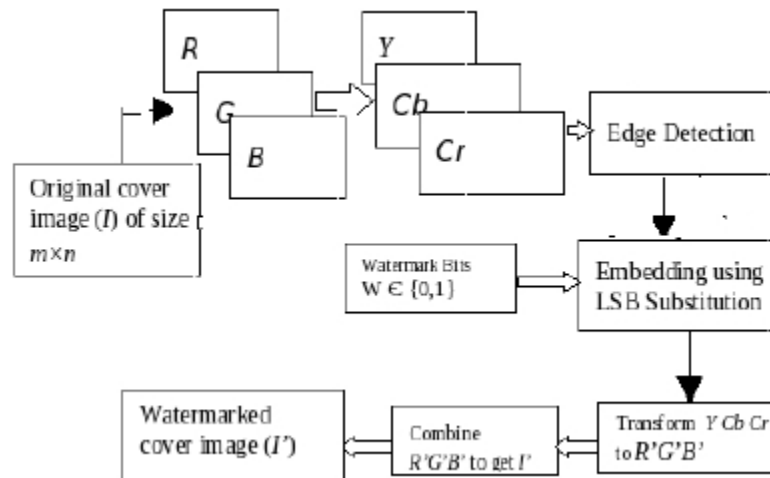 R
G
B
Y
Cb
Cr
Edge Detection
Original cover
image (I) of size
m×n
Watermark Bits
W ∈ {0,1}
Embedding using
LSB Substitution
Transform Y Cb Cr
to R'G'B'
Combine
R'G'B' to get I'
Watermarked
cover image (I')